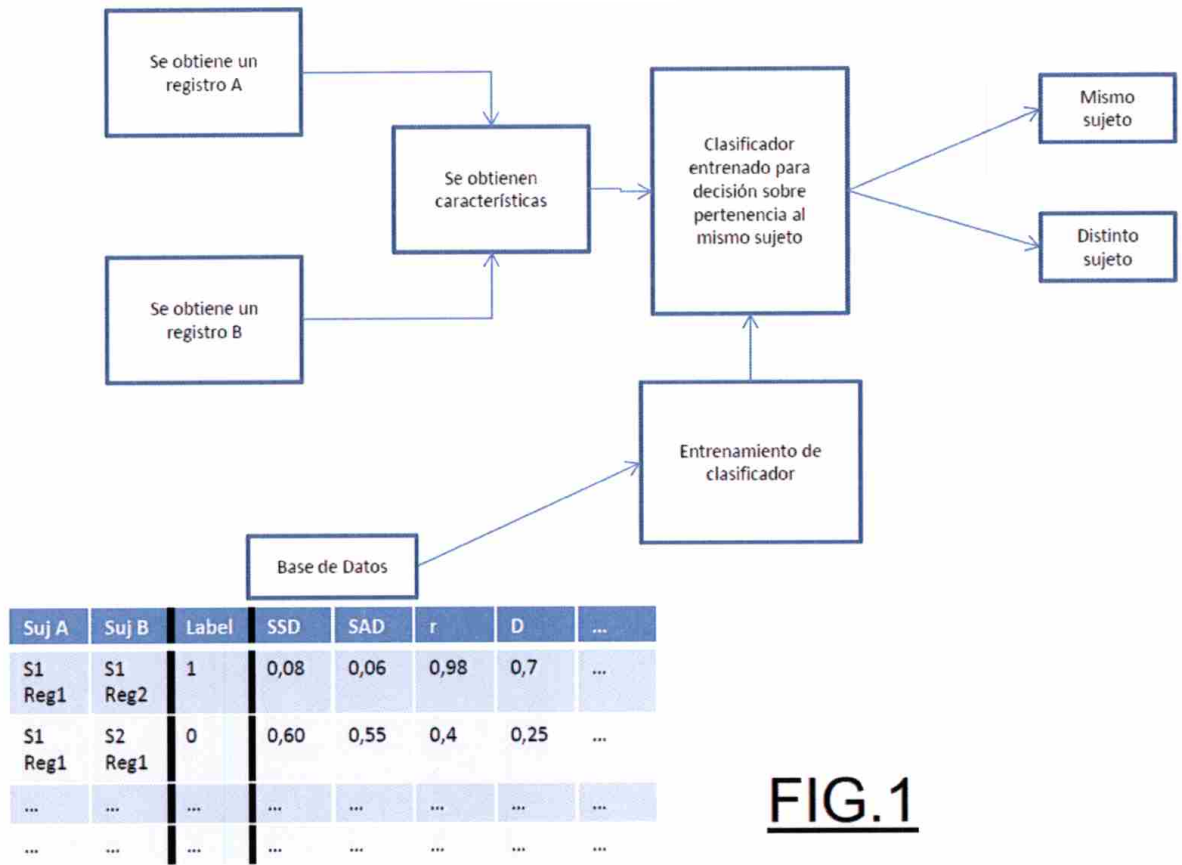 Se obtiene un
registro A
Se obtienen
características
Se obtiene un
registro B
Clasificador
entrenado para
decisión sobre
pertenencia al
mismo sujeto
Mismo
sujeto
Distinto
sujeto
Entrenamiento de
clasificador
Base de Datos
Suj A Suj B Label SSD SAD r D ...
S1 S1 1 0,08 0,06 0,98 0,7 ...
Reg1 Reg2
S1 S2 0 0,60 0,55 0,4 0,25 ...
Reg1 Reg1
... ... ... ... ... ... ... ...
... ... ... ... ... ... ... ...
FIG.1